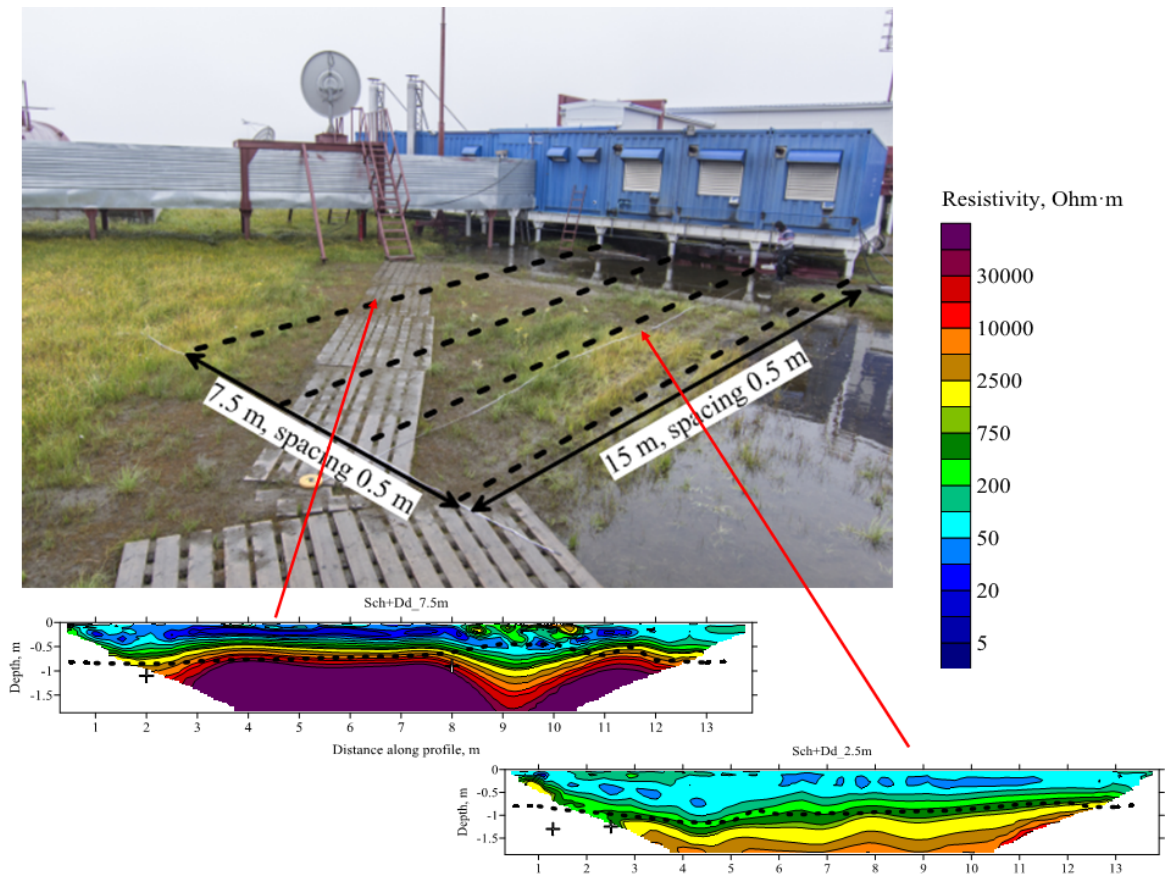 Resistivity, Ohm·m
30000
10000
2500
750
200
50
20
5
7.5 m, spacing 0.5 m
15 m, spacing 0.5 m
Sch+Dd_7.5m
Depth, m
0
-0.5
-1
-1.5
1 2 3 4 5 6 7 8 9 10 11 12 13
Distance along profile, m
Sch+Dd_2.5m
Depth, m
0
-0.5
-1
-1.5
1 2 3 4 5 6 7 8 9 10 11 12 13